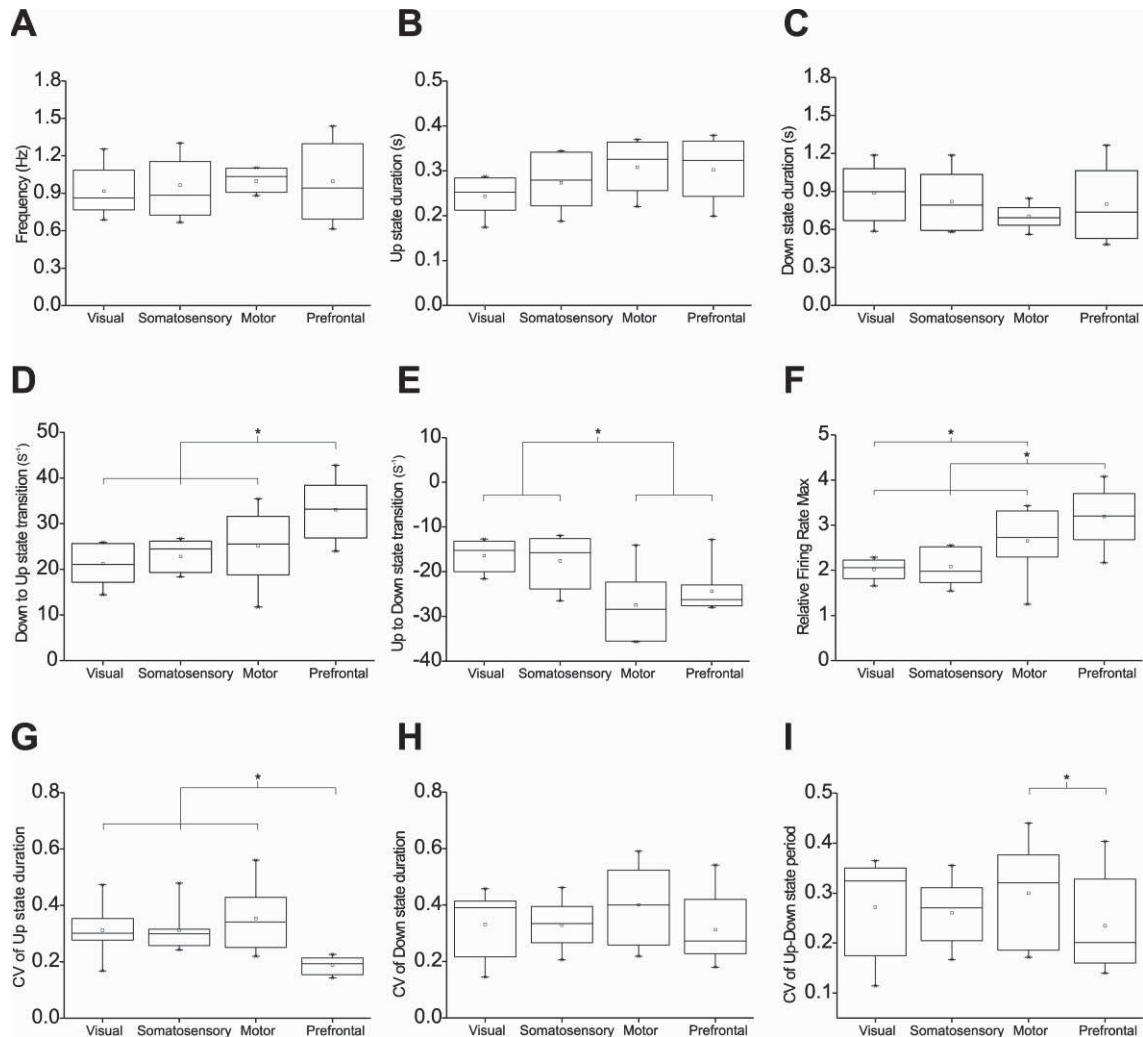 A
B
C
Frequency (Hz)
1.8
1.5
1.2
0.9
0.6
0.3
0.0
Visual Somatosensory Motor Prefrontal
Up state duration (s)
0.5
0.4
0.3
0.2
0.1
0.0
Visual Somatosensory Motor Prefrontal
Down state duration (s)
1.8
1.5
1.2
0.9
0.6
0.3
0.0
Visual Somatosensory Motor Prefrontal
D
E
F
Down to Up state transition (S⁻¹)
50
40
30
20
10
0
*
Visual Somatosensory Motor Prefrontal
Up to Down state transition (S⁻¹)
10
0
-10
-20
-30
-40
*
Visual Somatosensory Motor Prefrontal
Relative Firing Rate Max
5
4
3
2
1
0
*
*
Visual Somatosensory Motor Prefrontal
G
H
I
CV of Up state duration
0.8
0.6
0.4
0.2
0.0
*
Visual Somatosensory Motor Prefrontal
CV of Down state duration
0.8
0.6
0.4
0.2
0.0
Visual Somatosensory Motor Prefrontal
CV of Up-Down state period
0.5
0.4
0.3
0.2
0.1
*
Visual Somatosensory Motor Prefrontal